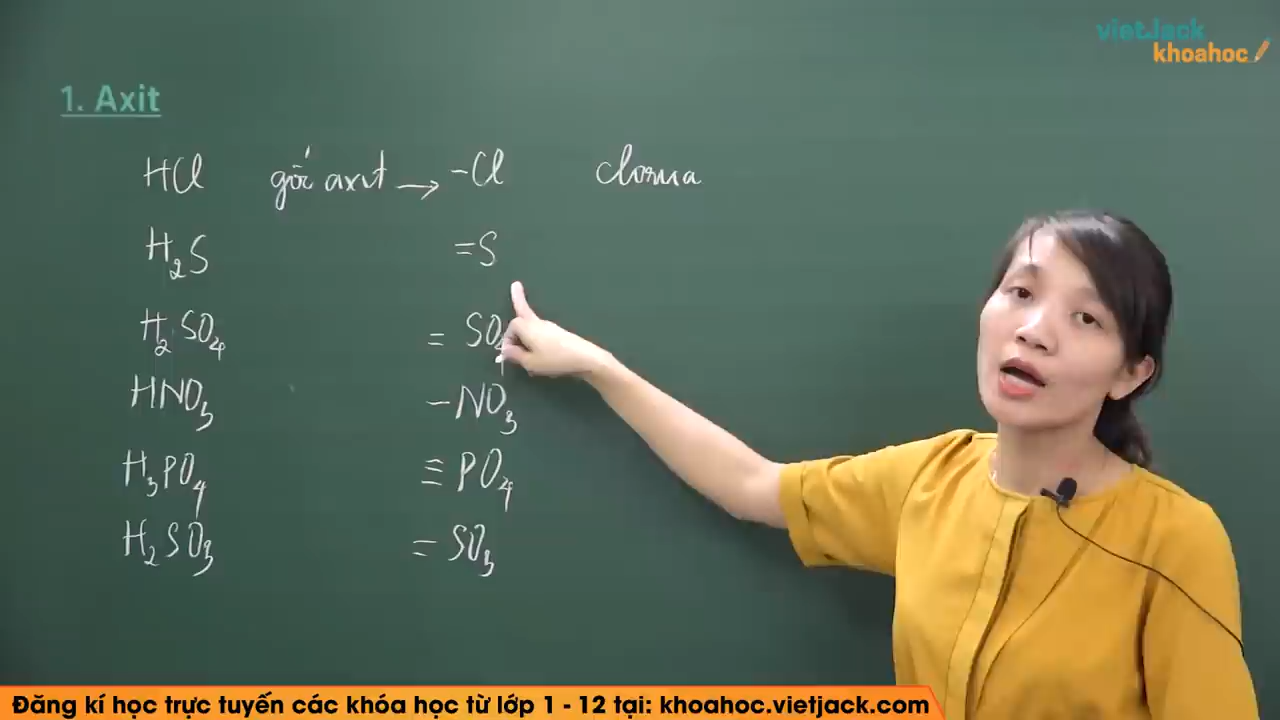 vietJack
khoahoc
1. Axit
HCl gốc axit → -Cl clorua
H₂S =S
H₂SO₄ = SO₄
HNO₃ - NO₃
H₃PO₄ ≡ PO₄
H₂SO₃ = SO₃
Đăng kí học trực tuyến các khóa học từ lớp 1 - 12 tại: khoahoc.vietjack.com